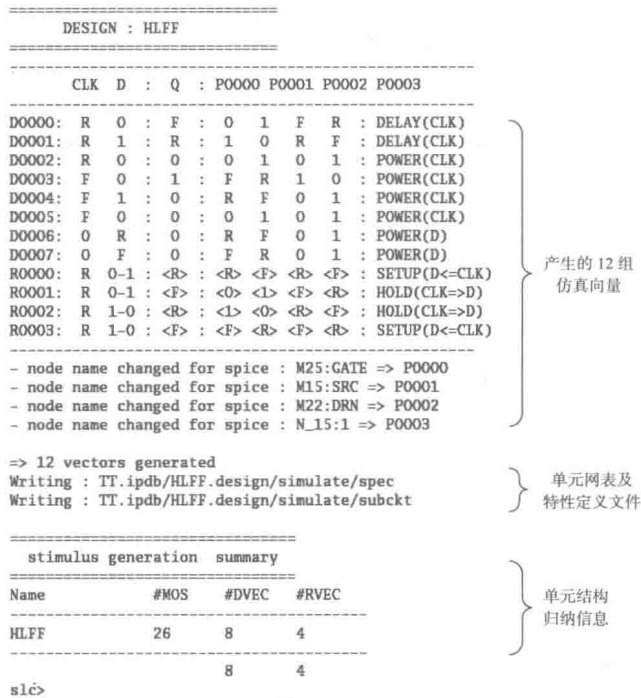 ==============================
DESIGN : HLFF
==============================
----------------------------------------------------
CLK D : Q : P0000 P0001 P0002 P0003
----------------------------------------------------
D0000: R 0 : F : 0 1 F R : DELAY(CLK)
D0001: R 1 : R : 1 0 R F : DELAY(CLK)
D0002: R 0 : 0 : 0 1 0 1 : POWER(CLK)
D0003: F 0 : 1 : F R 1 0 : POWER(CLK)
D0004: F 1 : 0 : R F 0 1 : POWER(CLK)
D0005: F 0 : 0 : 0 1 0 1 : POWER(CLK)
D0006: 0 R : 0 : R F 0 1 : POWER(D)
D0007: 0 F : 0 : F R 0 1 : POWER(D)
R0000: R 0-1 : <R> : <R> <F> <R> <F> : SETUP(D<=CLK)
R0001: R 0-1 : <F> : <0> <1> <F> <R> : HOLD(CLK=>D)
R0002: R 1-0 : <R> : <1> <0> <R> <F> : HOLD(CLK=>D)
R0003: R 1-0 : <F> : <F> <R> <F> <R> : SETUP(D<=CLK)
----------------------------------------------------
- node name changed for spice : M25:GATE => P0000
- node name changed for spice : M15:SRC => P0001
- node name changed for spice : M22:DRN => P0002
- node name changed for spice : N_15:1 => P0003
产生的 12 组
仿真向量
=> 12 vectors generated
Writing : TT.ipdb/HLFF.design/simulate/spec
Writing : TT.ipdb/HLFF.design/simulate/subckt
单元网表及
特性定义文件
================================
stimulus generation summary
================================
Name #MOS #DVEC #RVEC
----------------------------------------
HLFF 26 8 4
----------------------------------------
8 4
slc>
单元结构
归纳信息